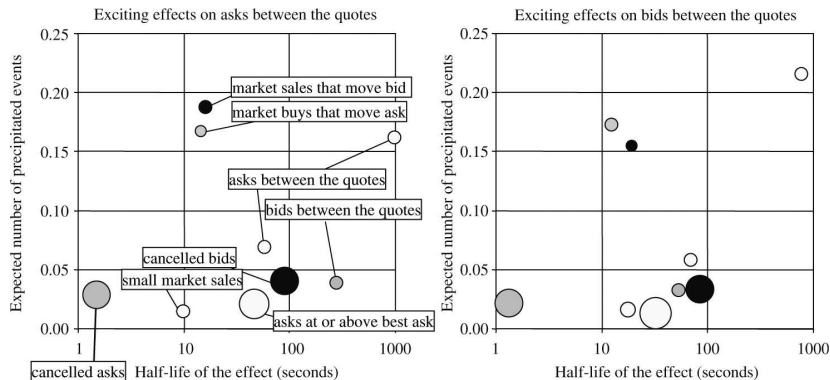 Exciting effects on asks between the quotes
Expected number of precipitated events
0.25
0.20
0.15
0.10
0.05
0.00
market sales that move bid
market buys that move ask
asks between the quotes
bids between the quotes
cancelled bids
small market sales
asks at or above best ask
cancelled asks
1
10
100
1000
Half-life of the effect (seconds)
Exciting effects on bids between the quotes
Expected number of precipitated events
0.25
0.20
0.15
0.10
0.05
0.00
1
10
100
1000
Half-life of the effect (seconds)